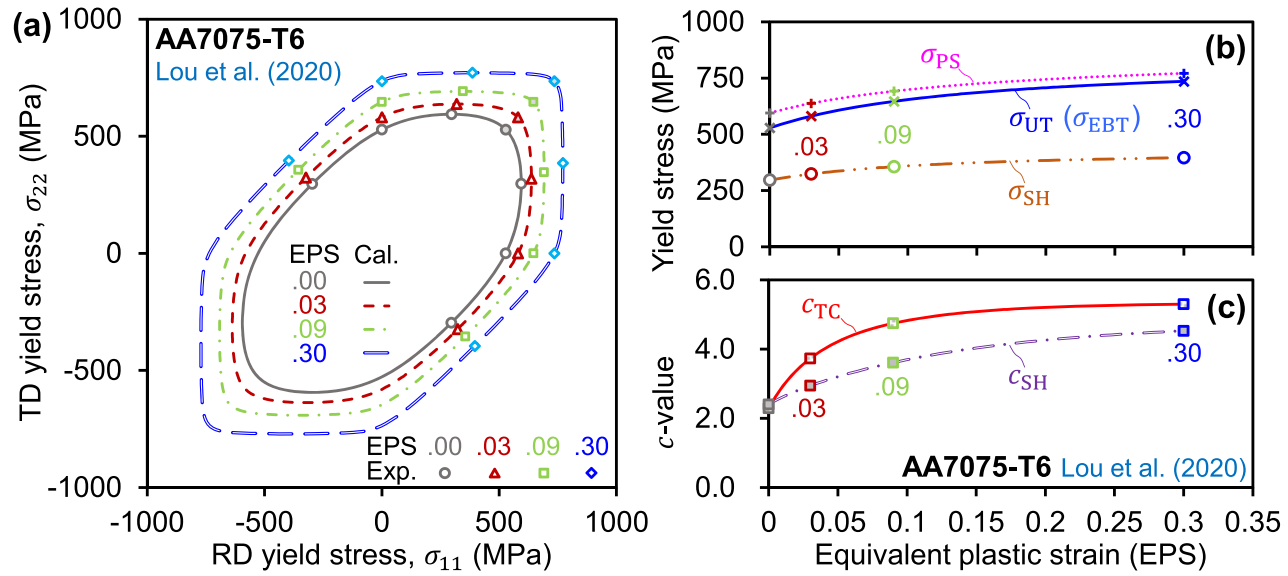 (a)
AA7075-T6
Lou et al. (2020)
TD yield stress, σ22 (MPa)
1000
500
0
-500
-1000
EPS Cal.
.00
.03
.09
.30
EPS .00 .03 .09 .30
Exp.
-1000 -500 0 500 1000
RD yield stress, σ11 (MPa)
(b)
Yield stress (MPa)
1000
750
500
250
0
σPS
σUT (σEBT)
σSH
.03
.09
.30
(c)
c-value
6.0
4.0
2.0
0.0
cTC
cSH
.03
.09
.30
AA7075-T6 Lou et al. (2020)
0 0.05 0.1 0.15 0.2 0.25 0.3 0.35
Equivalent plastic strain (EPS)